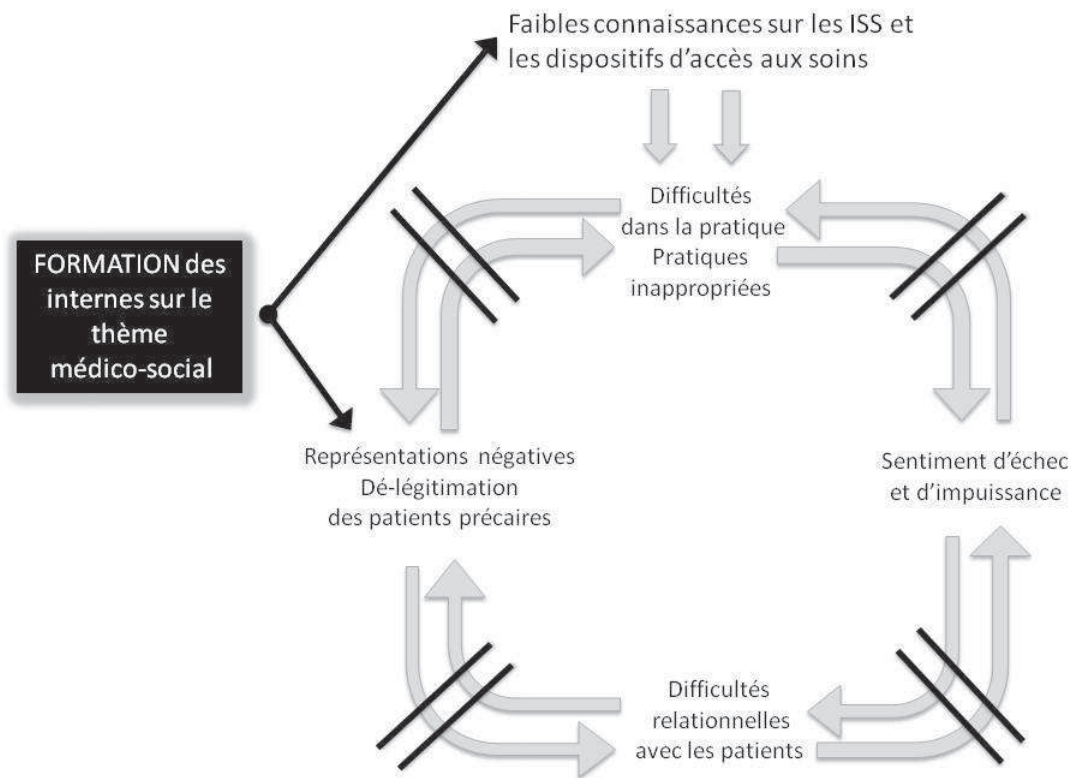 Faibles connaissances sur les ISS et
les dispositifs d'accès aux soins
Difficultés
dans la pratique
Pratiques
inappropriées
FORMATION des
internes sur le
thème
médico-social
Représentations négatives
Dé-légitimation
des patients précaires
Sentiment d'échec
et d'impuissance
Difficultés
relationnelles
avec les patients